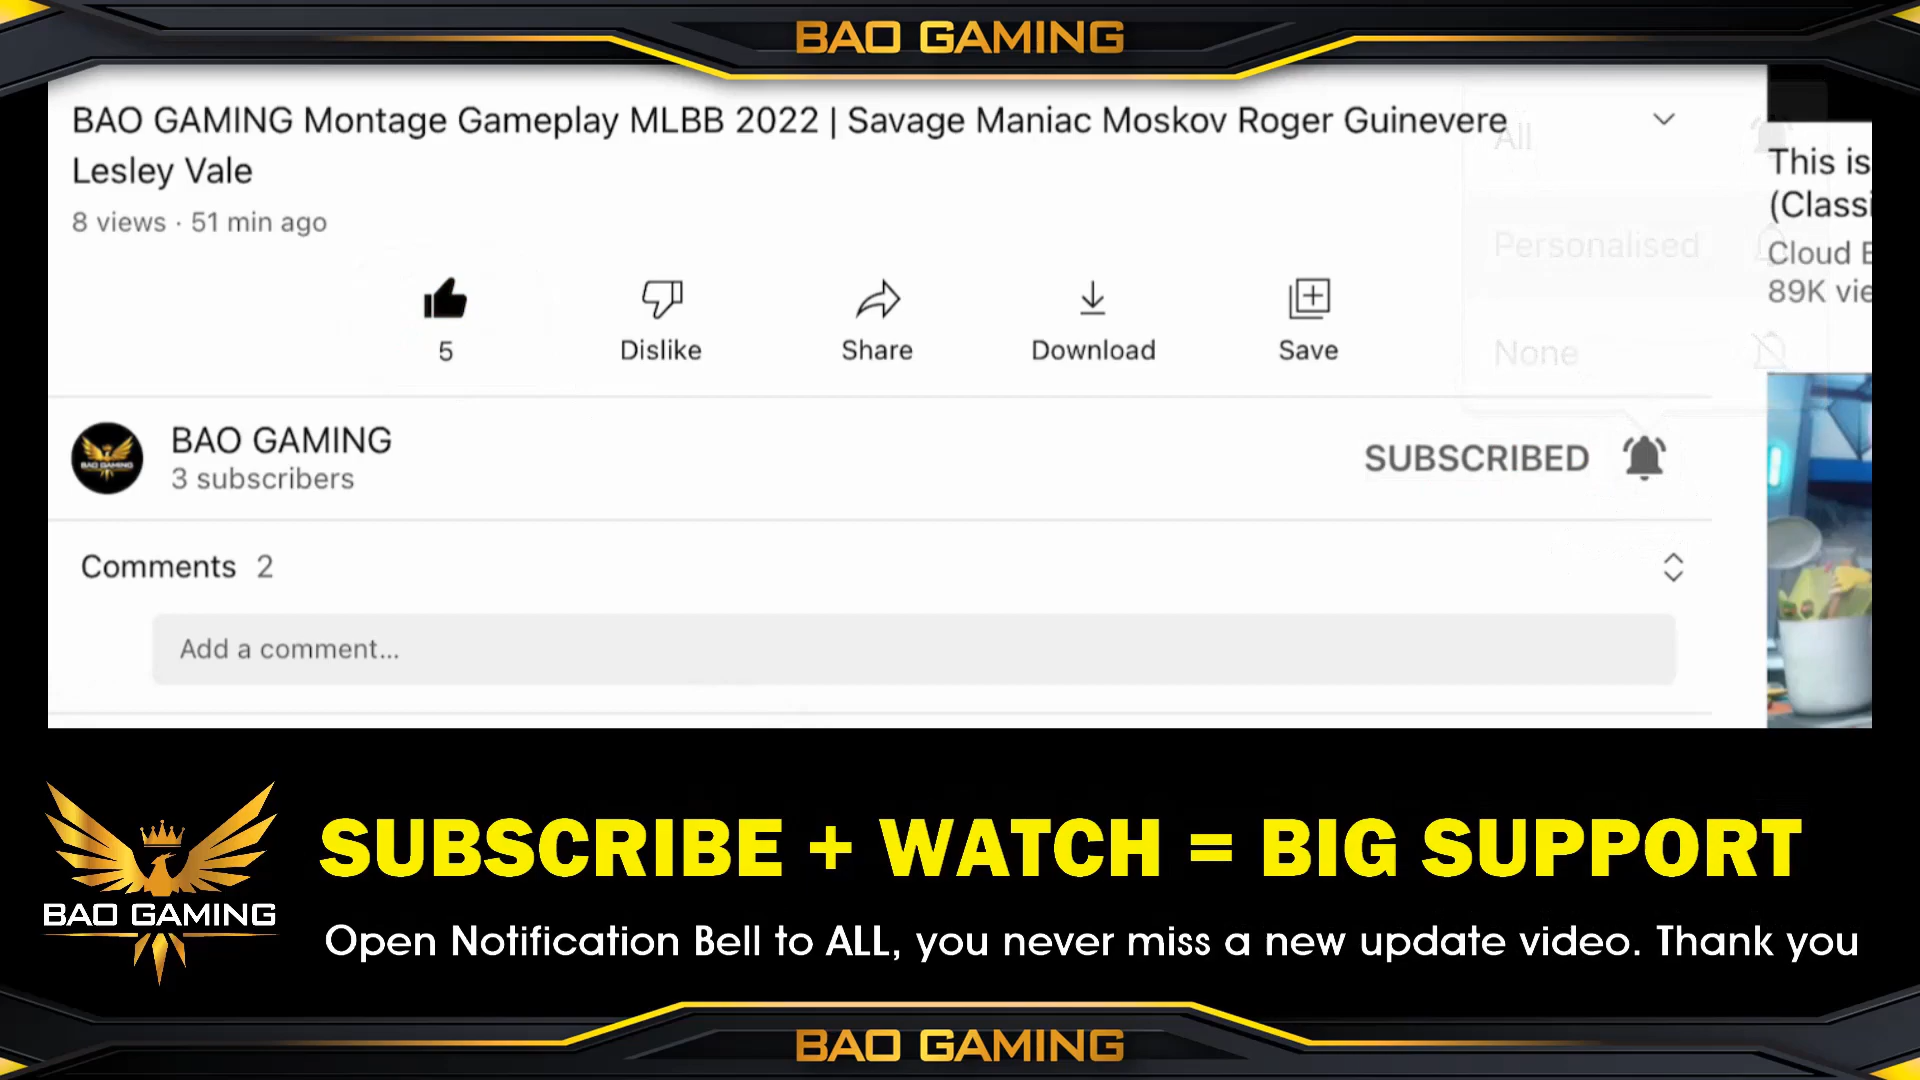 BAO GAMING
BAO GAMING Montage Gameplay MLBB 2022 | Savage Maniac Moskov Roger Guinevere
Lesley Vale
8 views · 51 min ago
All
Personalised
None
This is
(Classi
Cloud E
89K vie
5
Dislike
Share
Download
Save
BAO GAMING
BAO GAMING
3 subscribers
SUBSCRIBED
Comments 2
Add a comment...
BAO GAMING
SUBSCRIBE + WATCH = BIG SUPPORT
Open Notification Bell to ALL, you never miss a new update video. Thank you
BAO GAMING